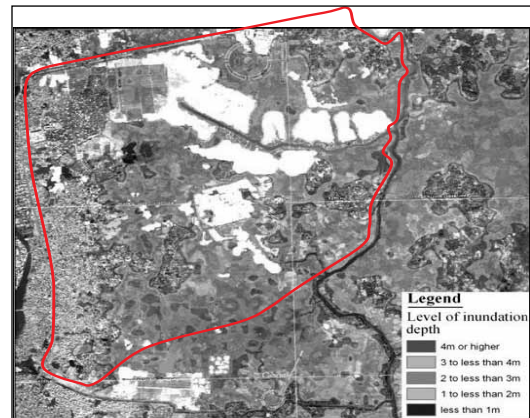 Legend
Level of inundation
depth
4m or higher
3 to less than 4m
2 to less than 3m
1 to less than 2m
less than 1m